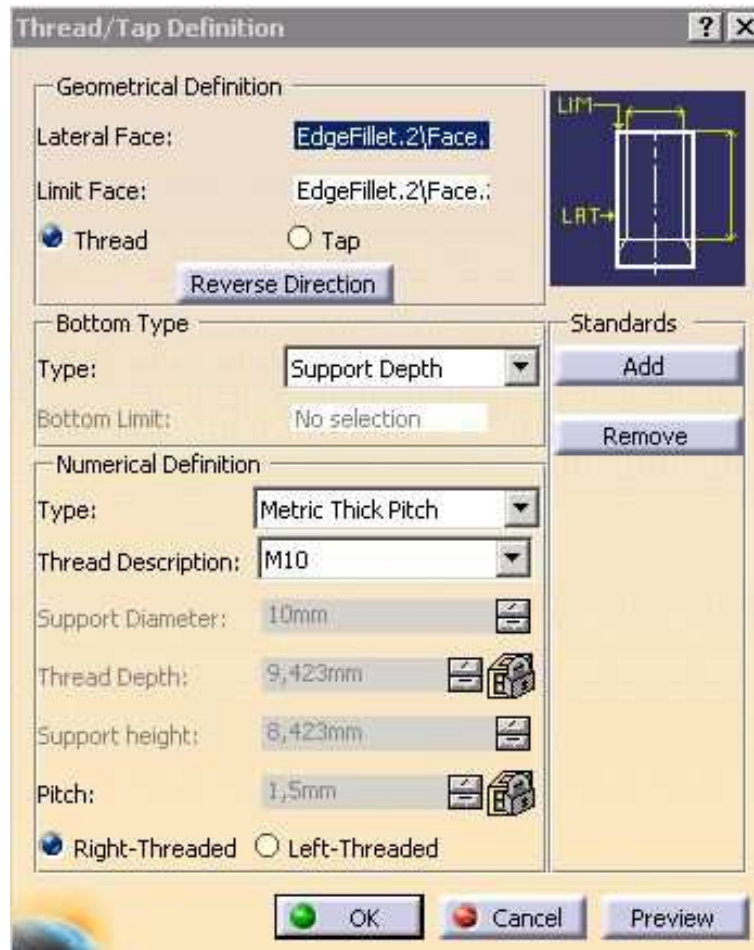 Thread/Tap Definition
Geometrical Definition
Lateral Face: EdgeFillet.2\Face.
Limit Face: EdgeFillet.2\Face.:
Thread Tap
Reverse Direction
LIM
LAT
Bottom Type
Type: Support Depth
Bottom Limit: No selection
Standards
Add
Remove
Numerical Definition
Type: Metric Thick Pitch
Thread Description: M10
Support Diameter: 10mm
Thread Depth: 9,423mm
Support height: 8,423mm
Pitch: 1,5mm
Right-Threaded Left-Threaded
OK Cancel Preview